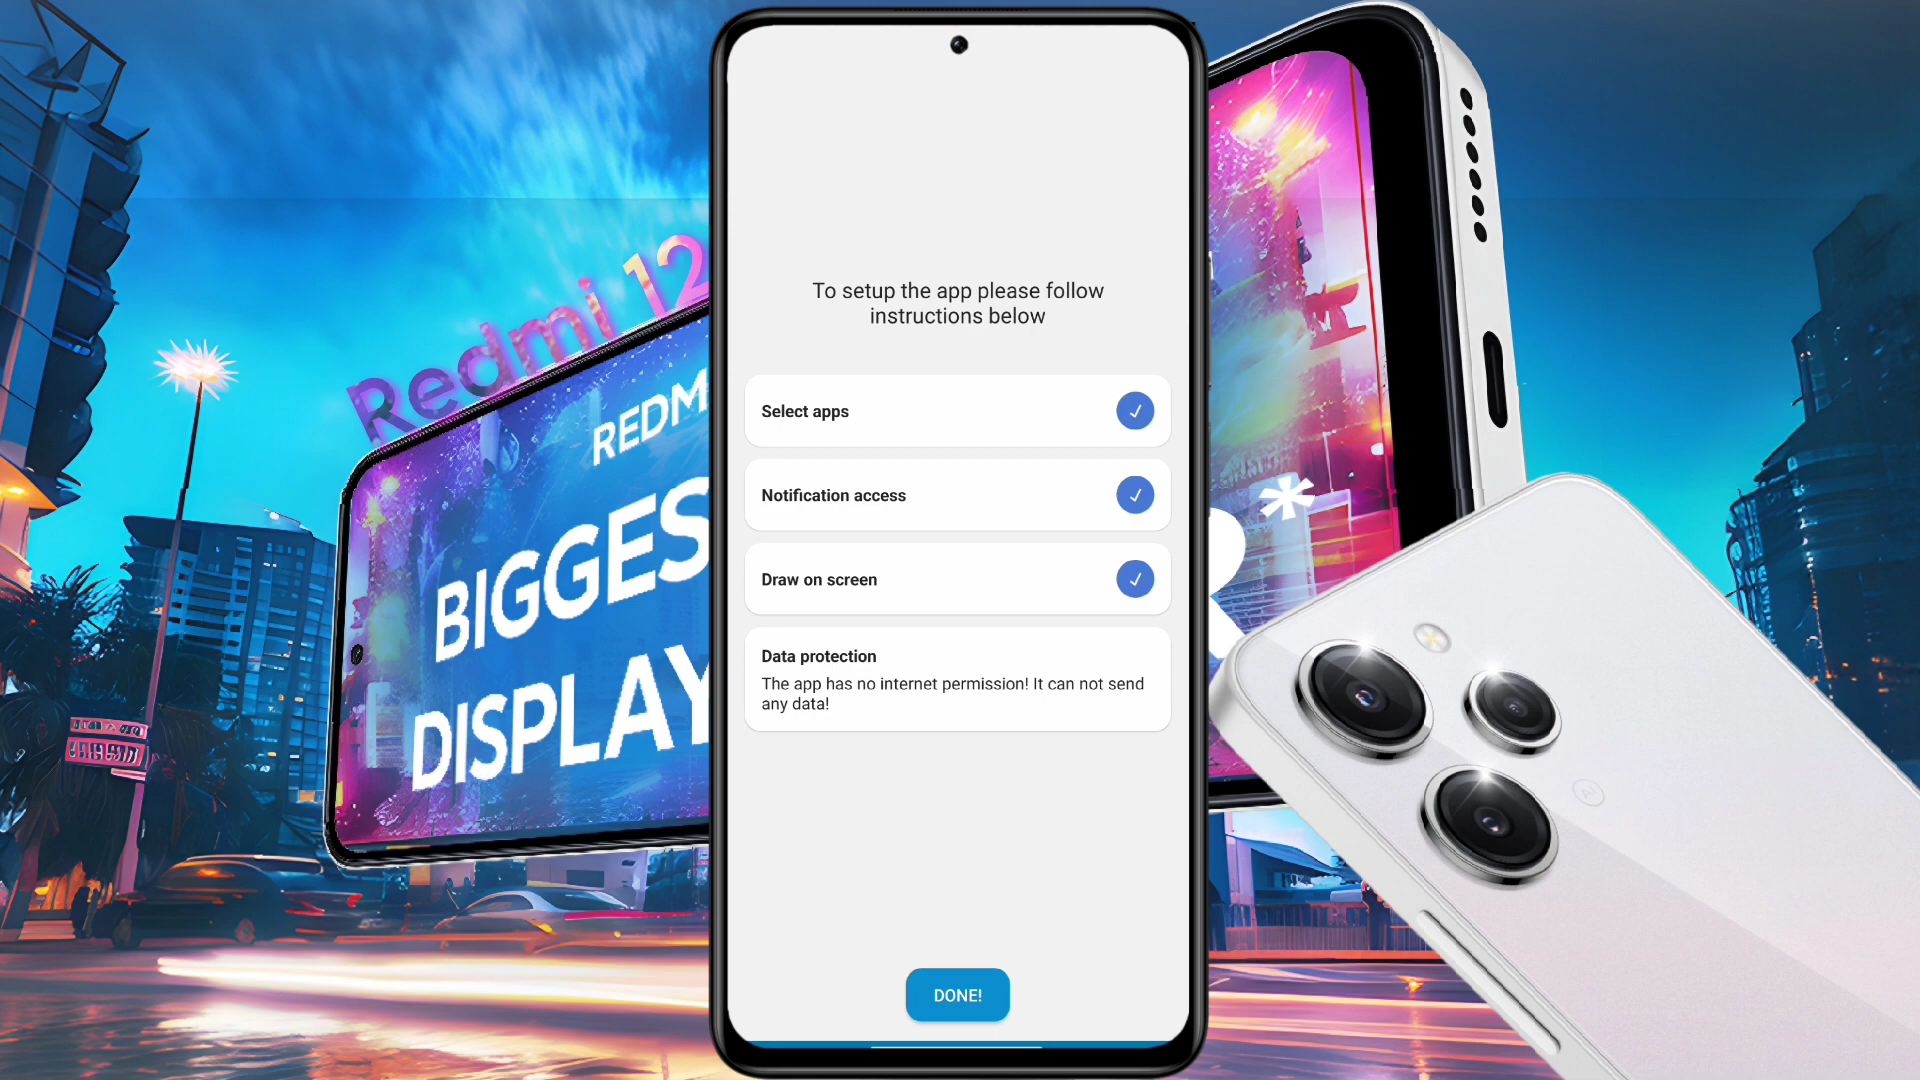 Redmi 12
REDM
BIGGES
DISPLAY
R*
To setup the app please follow
instructions below
Select apps
Notification access
Draw on screen
Data protection
The app has no internet permission! It can not send
any data!
DONE!
AI